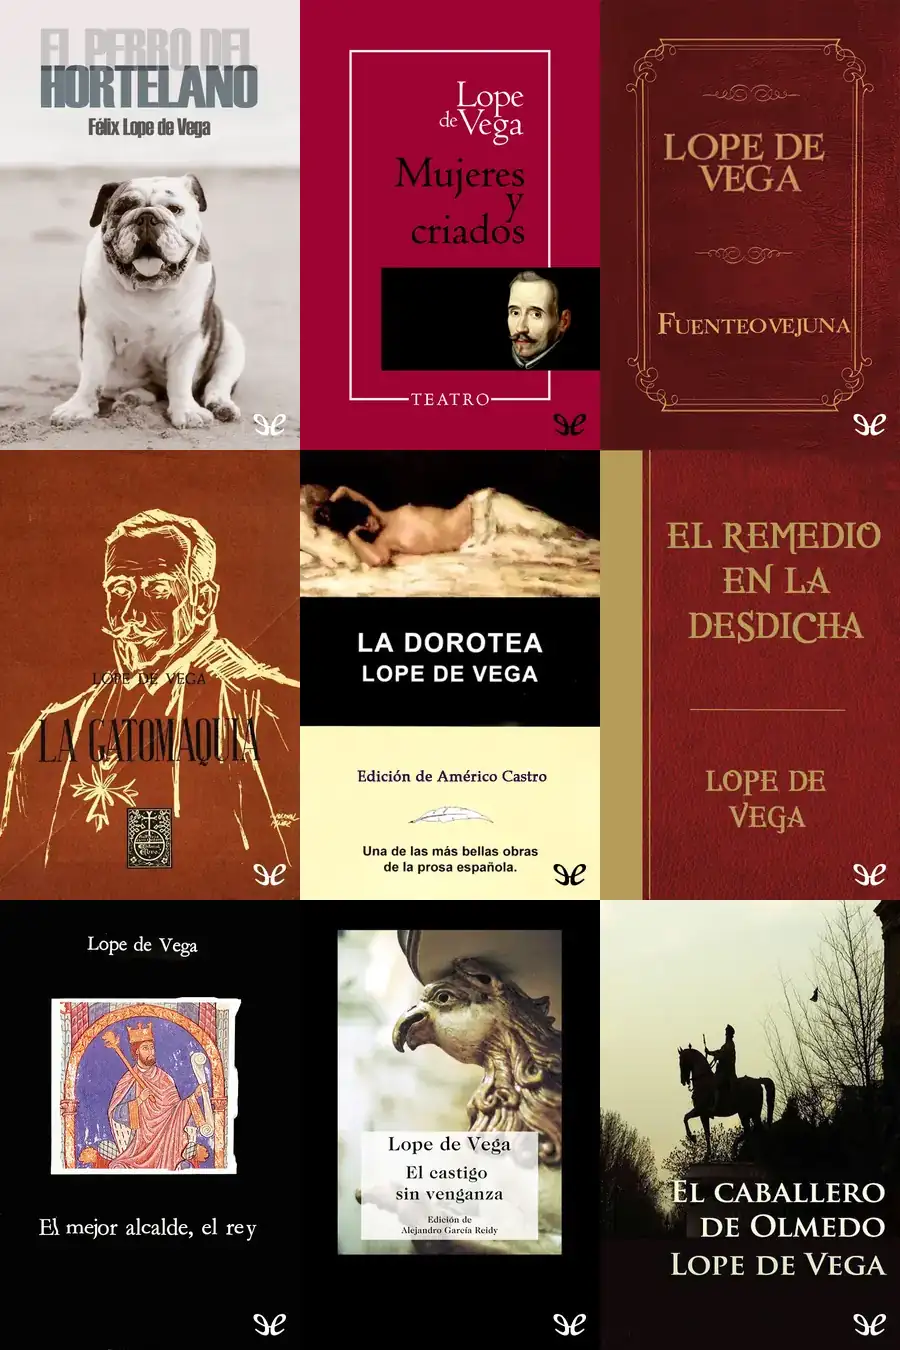 EL PERRO DEL
HORTELANO
Félix Lope de Vega
Lope
de Vega
Mujeres
y
criados
TEATRO
LOPE DE
VEGA
FUENTEOVEJUNA
LOPE DE VEGA
LA GATOMAQUIA
LA DOROTEA
LOPE DE VEGA
Edición de Américo Castro
Una de las más bellas obras
de la prosa española.
EL REMEDIO
EN LA
DESDICHA
LOPE DE
VEGA
Lope de Vega
El mejor alcalde, el rey
Lope de Vega
El castigo
sin venganza
Edición de
Alejandro García Reidy
EL CABALLERO
DE OLMEDO
LOPE DE VEGA